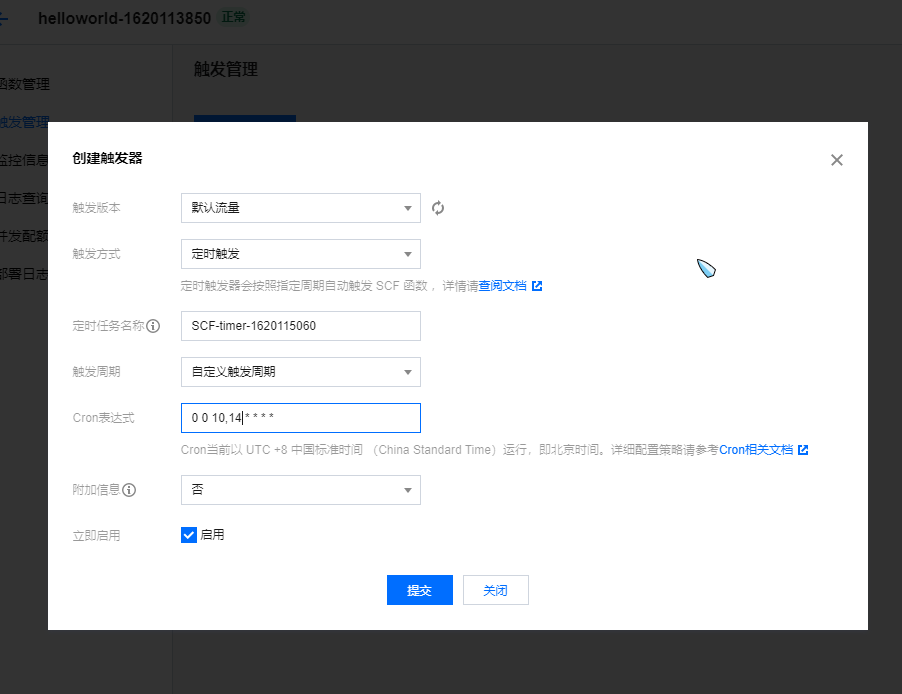 helloworld-1620113850 正常
触发管理
函数管理
触发管理
监控信息
日志查询
并发配额
部署日志
创建触发器
触发版本 默认流量
触发方式 定时触发
定时触发器会按照指定周期自动触发 SCF 函数 ，详情请查阅文档
定时任务名称 SCF-timer-1620115060
触发周期 自定义触发周期
Cron表达式 0 0 10,14 * * * *
Cron当前以 UTC +8 中国标准时间 （China Standard Time）运行，即北京时间。详细配置策略请参考Cron相关文档
附加信息 否
立即启用 启用
提交 关闭